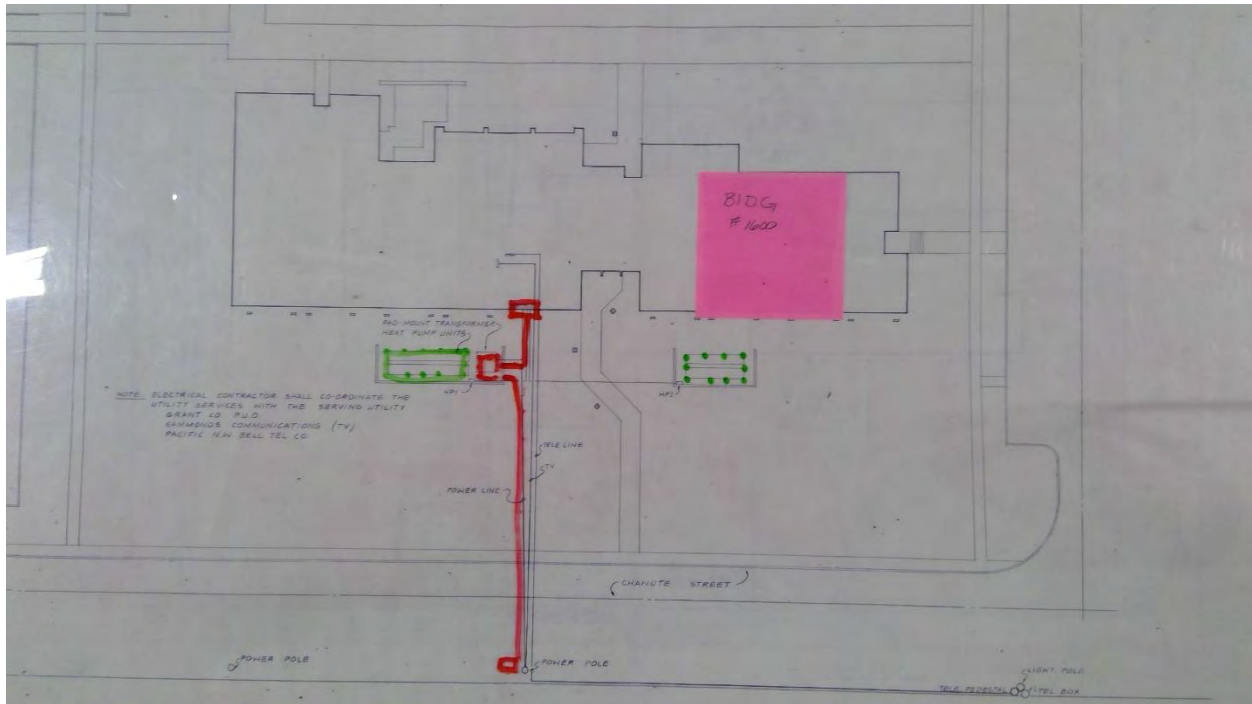 BLDG
#1600
PAD-MOUNT TRANSFORMER
HEAT PUMP UNITS
HP1
HP2
NOTE: ELECTRICAL CONTRACTOR SHALL CO-ORDINATE THE
UTILITY SERVICES WITH THE SERVING UTILITY
GRANT CO. P.U.D.
SAMMONDS COMMUNICATIONS (TV)
PACIFIC N.W. BELL TEL CO.
TELE LINE
TV
POWER LINE
CHANUTE STREET
POWER POLE
POWER POLE
LIGHT POLE
TELE PEDESTAL
TEL BOX